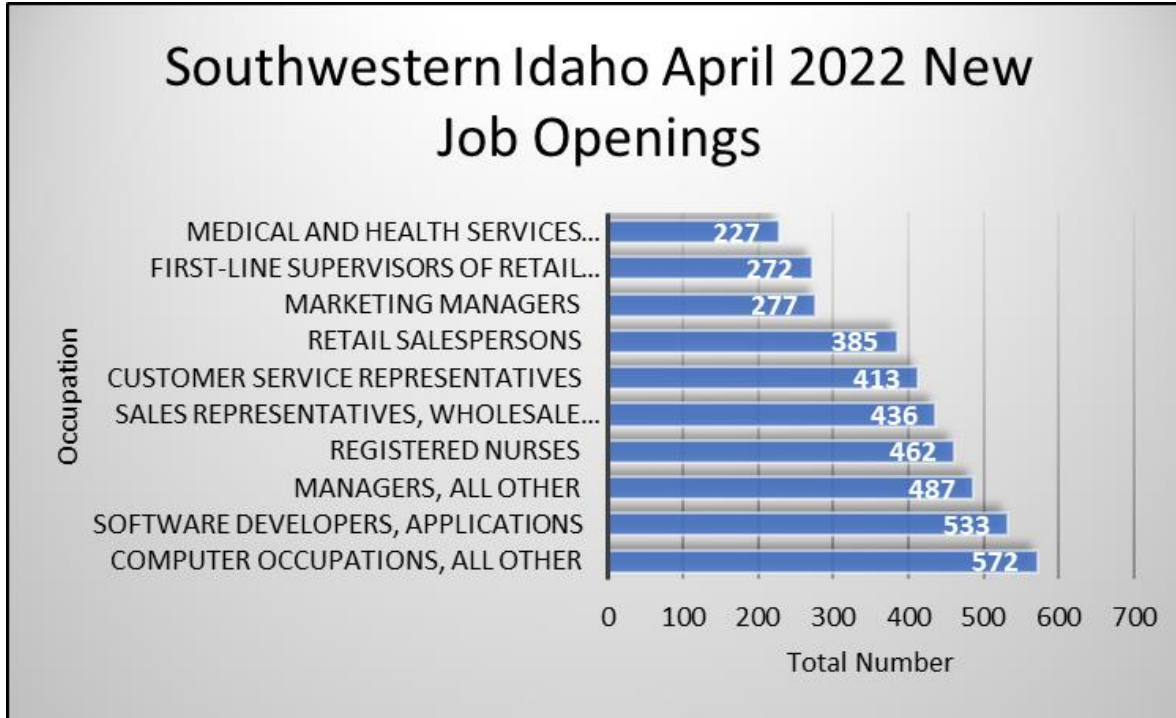 Southwestern Idaho April 2022 New
Job Openings
Occupation
MEDICAL AND HEALTH SERVICES... 227
FIRST-LINE SUPERVISORS OF RETAIL... 272
MARKETING MANAGERS 277
RETAIL SALESPERSONS 385
CUSTOMER SERVICE REPRESENTATIVES 413
SALES REPRESENTATIVES, WHOLESALE... 436
REGISTERED NURSES 462
MANAGERS, ALL OTHER 487
SOFTWARE DEVELOPERS, APPLICATIONS 533
COMPUTER OCCUPATIONS, ALL OTHER 572
0 100 200 300 400 500 600 700
Total Number